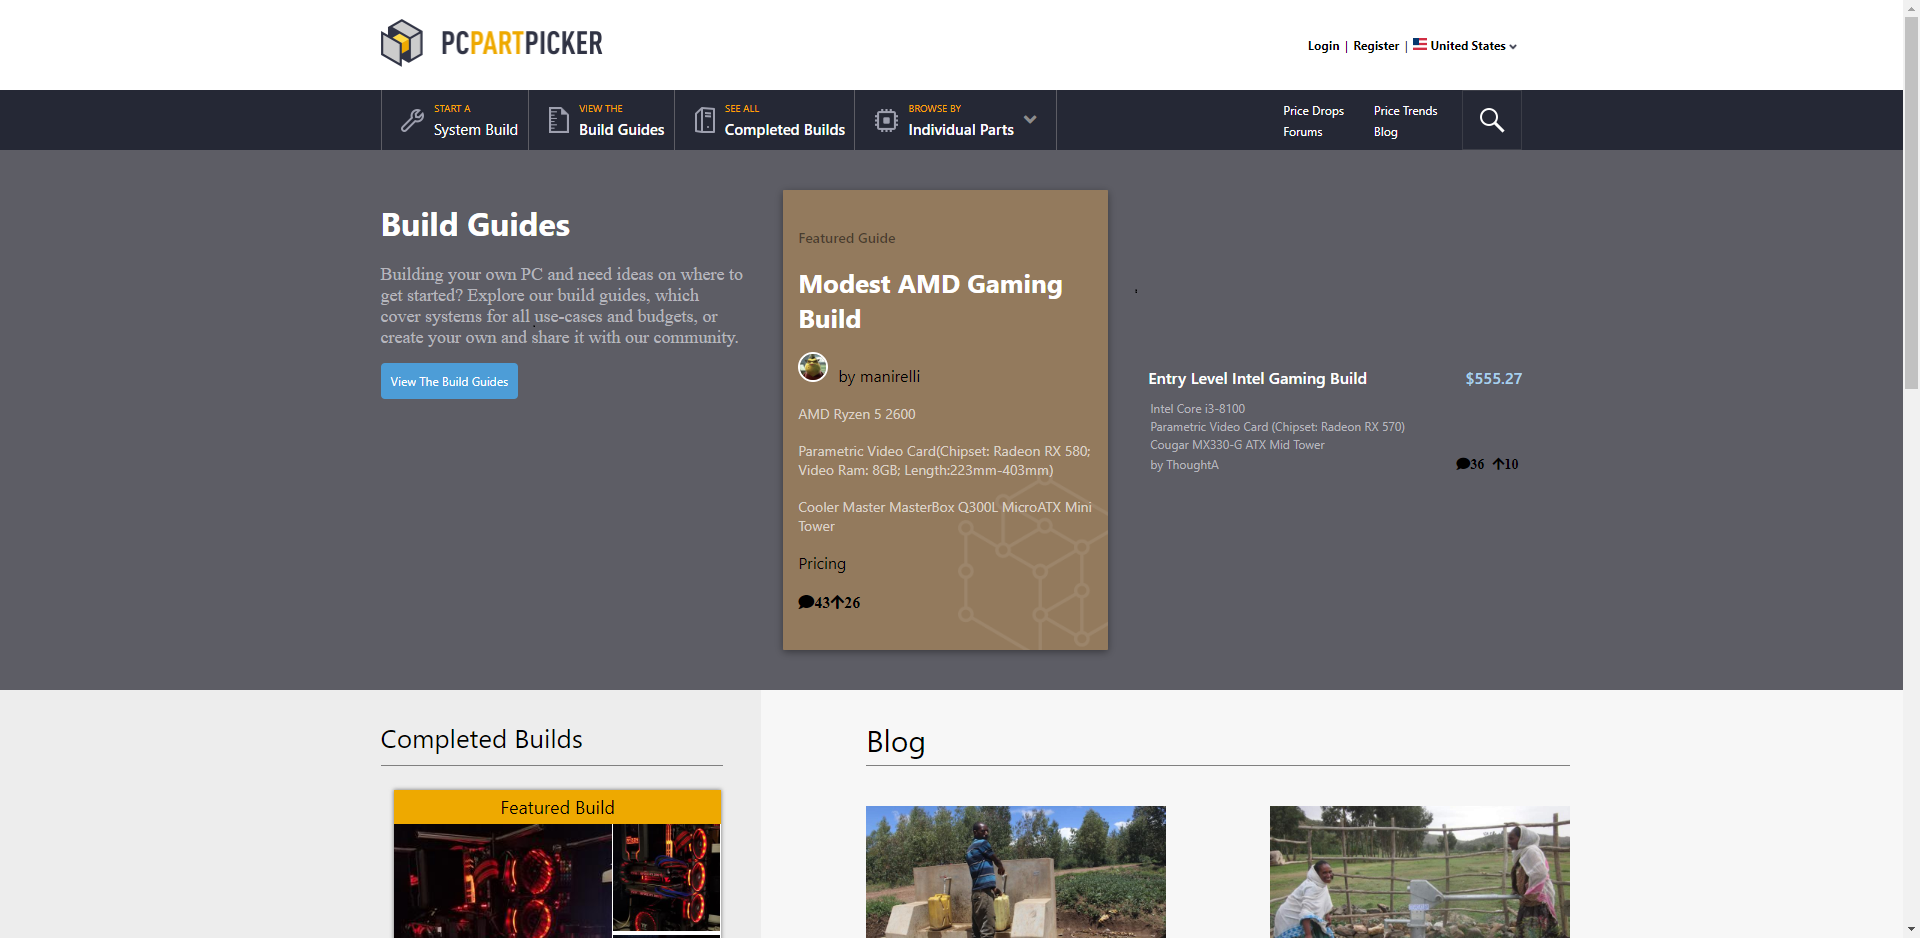 PCPARTPICKER
Login | Register | United States
START A
System Build
VIEW THE
Build Guides
SEE ALL
Completed Builds
BROWSE BY
Individual Parts
Price Drops
Price Trends
Forums
Blog
Build Guides
Building your own PC and need ideas on where to
get started? Explore our build guides, which
cover systems for all use-cases and budgets, or
create your own and share it with our community.
View The Build Guides
Featured Guide
Modest AMD Gaming
Build
by manirelli
AMD Ryzen 5 2600
Parametric Video Card(Chipset: Radeon RX 580;
Video Ram: 8GB; Length:223mm-403mm)
Cooler Master MasterBox Q300L MicroATX Mini
Tower
Pricing
43 26
Entry Level Intel Gaming Build
$555.27
Intel Core i3-8100
Parametric Video Card (Chipset: Radeon RX 570)
Cougar MX330-G ATX Mid Tower
by ThoughtA
36 10
Completed Builds
Featured Build
Blog